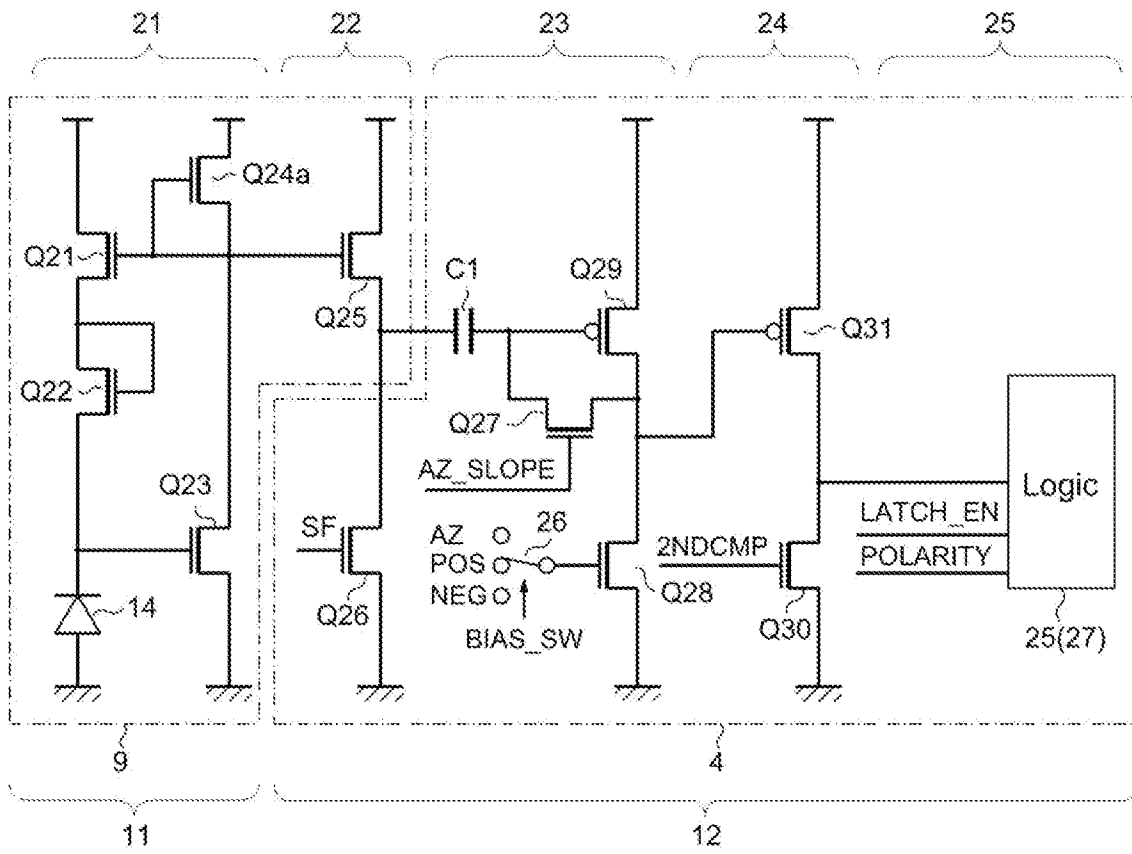 21 22 23 24 25
Q24a
Q21
C1
Q29
Q25
Q31
Q22
Q27
AZ_SLOPE
Logic
Q23
SF
AZ
26
LATCH_EN
POS
2NDCMP
POLARITY
NEG
Q28
14
Q26
BIAS_SW
Q30
25(27)
9 4
11 12